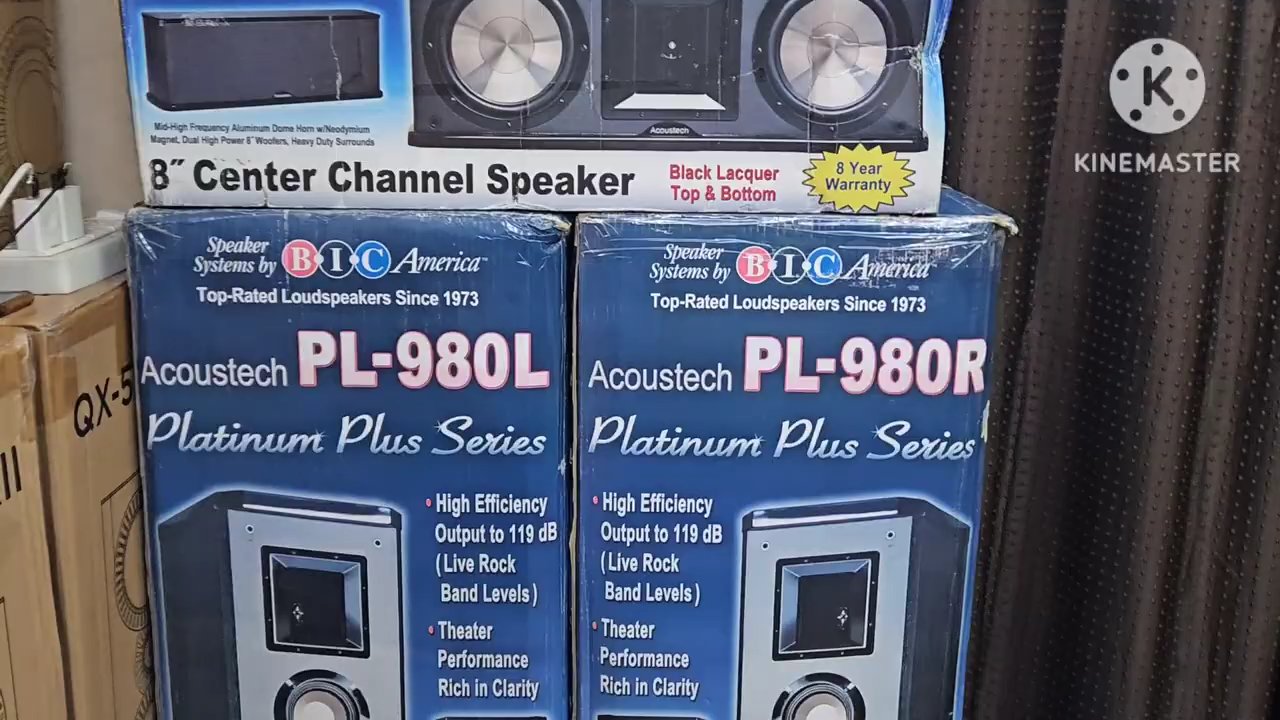 Mid-High Frequency Aluminum Dome Horn w/Neodymium
Magnet, Dual High Power 8" Woofers, Heavy Duty Surrounds
Acoustech
8" Center Channel Speaker
Black Lacquer
Top & Bottom
8 Year
Warranty
K
KINEMASTER
Speaker
Systems by B·I·C America™
Top-Rated Loudspeakers Since 1973
Acoustech PL-980L
Platinum Plus Series
• High Efficiency
Output to 119 dB
(Live Rock
Band Levels)
• Theater
Performance
Rich in Clarity
Speaker
Systems by B·I·C America™
Top-Rated Loudspeakers Since 1973
Acoustech PL-980R
Platinum Plus Series
• High Efficiency
Output to 119 dB
(Live Rock
Band Levels)
• Theater
Performance
Rich in Clarity
QX-5